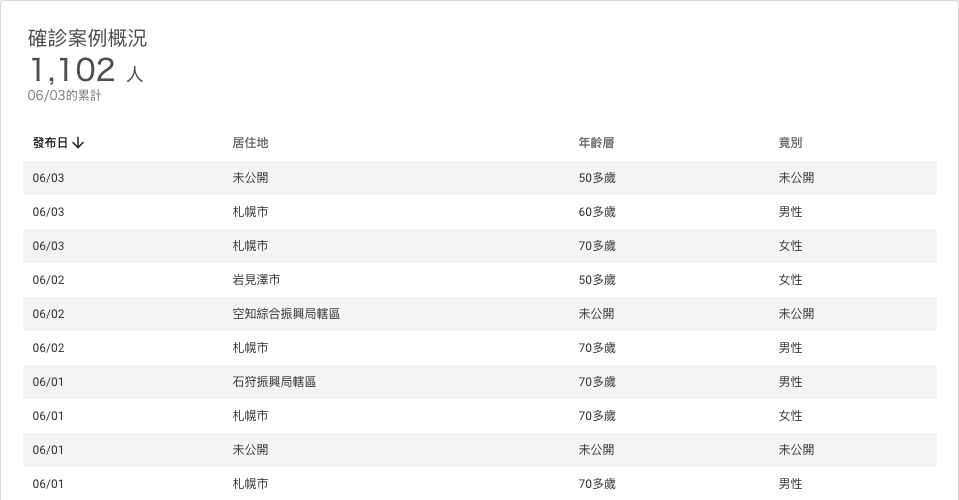 確診案例概況
1,102 人
06/03的累計
發布日↓ 居住地 年齡層 竟別
06/03 未公開 50多歲 未公開
06/03 札幌市 60多歲 男性
06/03 札幌市 70多歲 女性
06/02 岩見澤市 50多歲 女性
06/02 空知綜合振興局轄區 未公開 未公開
06/02 札幌市 70多歲 男性
06/01 石狩振興局轄區 70多歲 男性
06/01 札幌市 70多歲 女性
06/01 未公開 未公開 未公開
06/01 札幌市 70多歲 男性